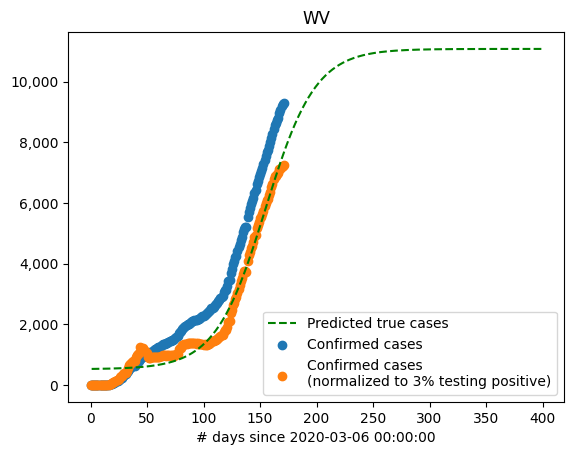 WV
10,000
8,000
6,000
4,000
2,000
0
Predicted true cases
Confirmed cases
Confirmed cases
(normalized to 3% testing positive)
0 50 100 150 200 250 300 350 400
# days since 2020-03-06 00:00:00